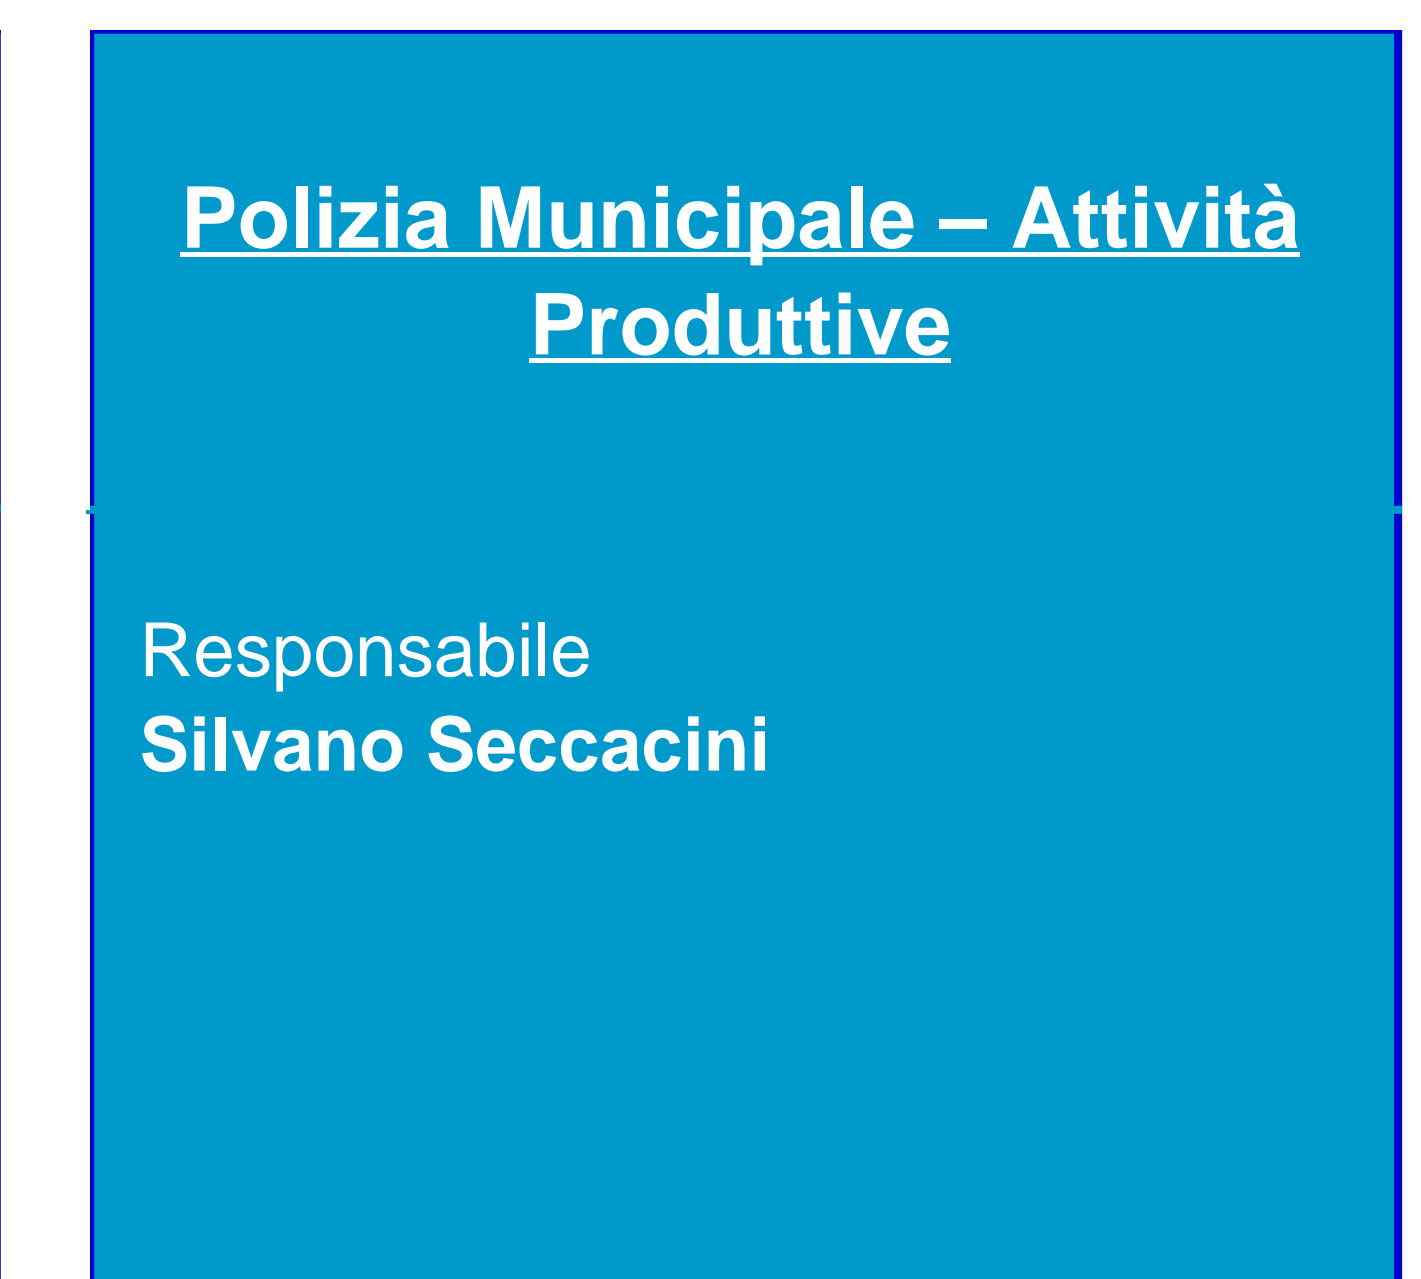 Polizia Municipale – Attività
Produttive
Responsabile
Silvano Seccacini